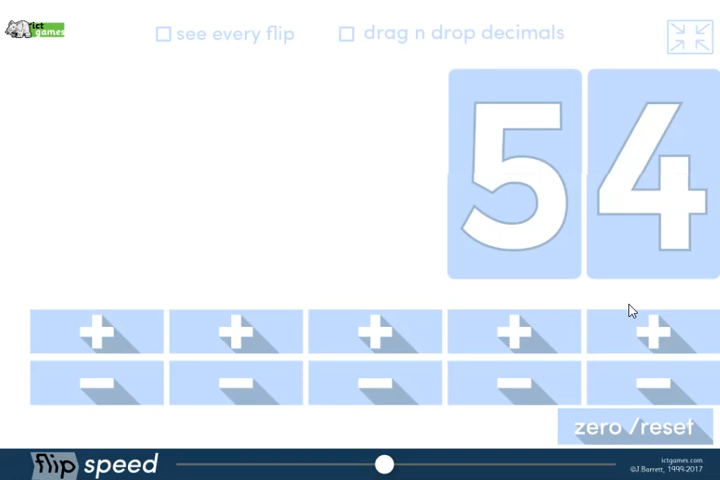 ict
games
see every flip
drag n drop decimals
54
+ + + + +
- - - - -
zero /reset
flip speed
ictgames.com
©J.Barrett, 1999-2017